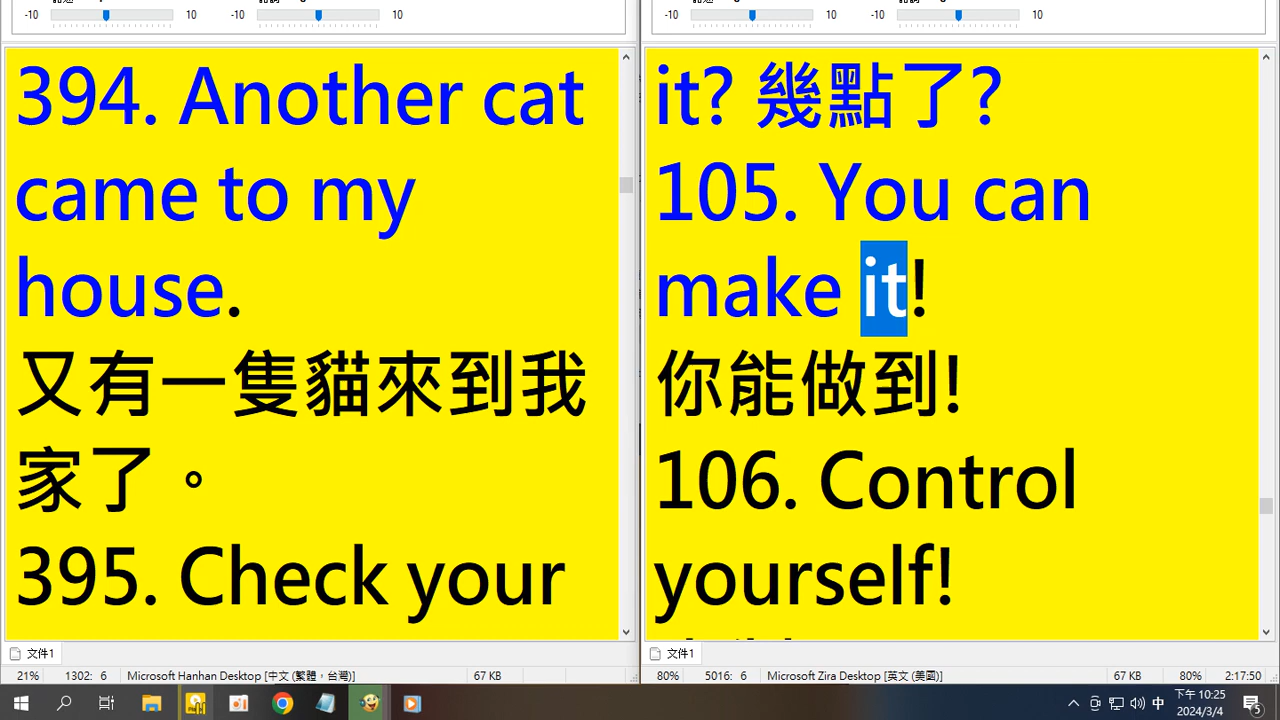 -10 10 -10 10
394. Another cat
came to my
house.
又有一隻貓來到我
家了。
395. Check your
文件1
21% 1302: 6 Microsoft Hanhan Desktop [中文 (繁體，台灣)] 67 KB
-10 10 -10 10
it? 幾點了?
105. You can
make it!
你能做到!
106. Control
yourself!
文件1
80% 5016: 6 Microsoft Zira Desktop [英文 (美國)] 67 KB 80% 2:17:50
中 下午 10:25
2024/3/4 5